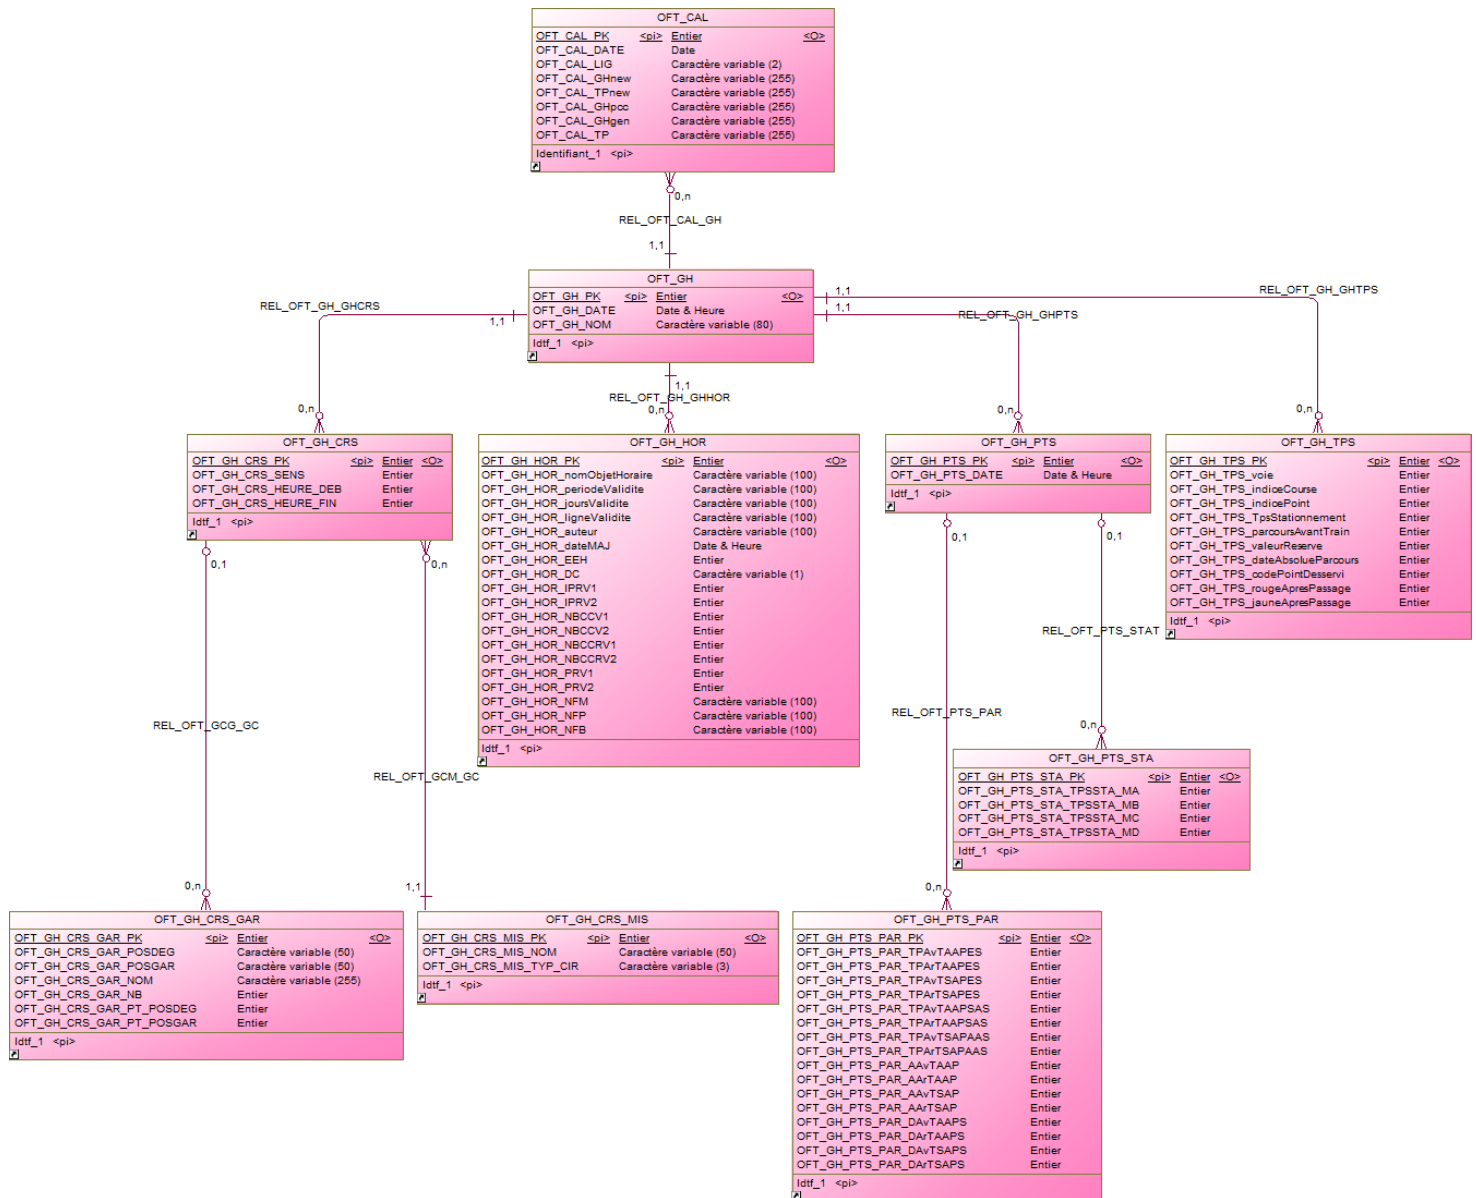 OFT_CAL
OFT_CAL_PK <pi> Entier <O>
OFT_CAL_DATE Date
OFT_CAL_LIG Caractère variable (2)
OFT_CAL_GHnew Caractère variable (255)
OFT_CAL_TPnew Caractère variable (255)
OFT_CAL_GHpcc Caractère variable (255)
OFT_CAL_GHgen Caractère variable (255)
OFT_CAL_TP Caractère variable (255)
Identifiant_1 <pi>
0,n
REL_OFT_CAL_GH
1,1
OFT_GH
OFT_GH_PK <pi> Entier <O>
OFT_GH_DATE Date & Heure
OFT_GH_NOM Caractère variable (80)
Idtf_1 <pi>
REL_OFT_GH_GHCRS
1,1
0,n
1,1
REL_OFT_GH_GHHOR
0,n
1,1
REL_OFT_GH_GHPTS
0,n
1,1
REL_OFT_GH_GHTPS
0,n
OFT_GH_CRS
OFT_GH_CRS_PK <pi> Entier <O>
OFT_GH_CRS_SENS Entier
OFT_GH_CRS_HEURE_DEB Entier
OFT_GH_CRS_HEURE_FIN Entier
Idtf_1 <pi>
OFT_GH_HOR
OFT_GH_HOR_PK <pi> Entier <O>
OFT_GH_HOR_nomObjetHoraire Caractère variable (100)
OFT_GH_HOR_periodeValidite Caractère variable (100)
OFT_GH_HOR_joursValidite Caractère variable (100)
OFT_GH_HOR_ligneValidite Caractère variable (100)
OFT_GH_HOR_auteur Caractère variable (100)
OFT_GH_HOR_dateMAJ Date & Heure
OFT_GH_HOR_EEH Entier
OFT_GH_HOR_DC Caractère variable (1)
OFT_GH_HOR_IPRV1 Entier
OFT_GH_HOR_IPRV2 Entier
OFT_GH_HOR_NBCCV1 Entier
OFT_GH_HOR_NBCCV2 Entier
OFT_GH_HOR_NBCCRV1 Entier
OFT_GH_HOR_NBCCRV2 Entier
OFT_GH_HOR_PRV1 Entier
OFT_GH_HOR_PRV2 Entier
OFT_GH_HOR_NFM Caractère variable (100)
OFT_GH_HOR_NFP Caractère variable (100)
OFT_GH_HOR_NFB Caractère variable (100)
Idtf_1 <pi>
OFT_GH_PTS
OFT_GH_PTS_PK <pi> Entier <O>
OFT_GH_PTS_DATE Date & Heure
Idtf_1 <pi>
OFT_GH_TPS
OFT_GH_TPS_PK <pi> Entier <O>
OFT_GH_TPS_voie Entier
OFT_GH_TPS_indiceCourse Entier
OFT_GH_TPS_indicePoint Entier
OFT_GH_TPS_TpsStationnement Entier
OFT_GH_TPS_parcoursAvantTrain Entier
OFT_GH_TPS_valeurReserve Entier
OFT_GH_TPS_dateAbsolueParcours Entier
OFT_GH_TPS_codePointDesservi Entier
OFT_GH_TPS_rougeApresPassage Entier
OFT_GH_TPS_jauneApresPassage Entier
Idtf_1 <pi>
0,1
REL_OFT_GCG_GC
0,n
0,n
REL_OFT_GCM_GC
1,1
0,1
REL_OFT_PTS_PAR
0,n
0,1
REL_OFT_PTS_STAT
0,n
OFT_GH_PTS_STA
OFT_GH_PTS_STA_PK <pi> Entier <O>
OFT_GH_PTS_STA_TPSSTA_MA Entier
OFT_GH_PTS_STA_TPSSTA_MB Entier
OFT_GH_PTS_STA_TPSSTA_MC Entier
OFT_GH_PTS_STA_TPSSTA_MD Entier
Idtf_1 <pi>
OFT_GH_CRS_GAR
OFT_GH_CRS_GAR_PK <pi> Entier <O>
OFT_GH_CRS_GAR_POSDEG Caractère variable (50)
OFT_GH_CRS_GAR_POSGAR Caractère variable (50)
OFT_GH_CRS_GAR_NOM Caractère variable (255)
OFT_GH_CRS_GAR_NB Entier
OFT_GH_CRS_GAR_PT_POSDEG Entier
OFT_GH_CRS_GAR_PT_POSGAR Entier
Idtf_1 <pi>
OFT_GH_CRS_MIS
OFT_GH_CRS_MIS_PK <pi> Entier <O>
OFT_GH_CRS_MIS_NOM Caractère variable (50)
OFT_GH_CRS_MIS_TYP_CIR Caractère variable (3)
Idtf_1 <pi>
OFT_GH_PTS_PAR
OFT_GH_PTS_PAR_PK <pi> Entier <O>
OFT_GH_PTS_PAR_TPAvTAAPES Entier
OFT_GH_PTS_PAR_TPArTAAPES Entier
OFT_GH_PTS_PAR_TPAvTSAPES Entier
OFT_GH_PTS_PAR_TPArTSAPES Entier
OFT_GH_PTS_PAR_TPAvTAAPSAS Entier
OFT_GH_PTS_PAR_TPArTAAPSAS Entier
OFT_GH_PTS_PAR_TPAvTSAPAAS Entier
OFT_GH_PTS_PAR_TPArTSAPAAS Entier
OFT_GH_PTS_PAR_AAvTAAP Entier
OFT_GH_PTS_PAR_AArTAAP Entier
OFT_GH_PTS_PAR_AAvTSAP Entier
OFT_GH_PTS_PAR_AArTSAP Entier
OFT_GH_PTS_PAR_DAvTAAPS Entier
OFT_GH_PTS_PAR_DArTAAPS Entier
OFT_GH_PTS_PAR_DAvTSAPS Entier
OFT_GH_PTS_PAR_DArTSAPS Entier
Idtf_1 <pi>